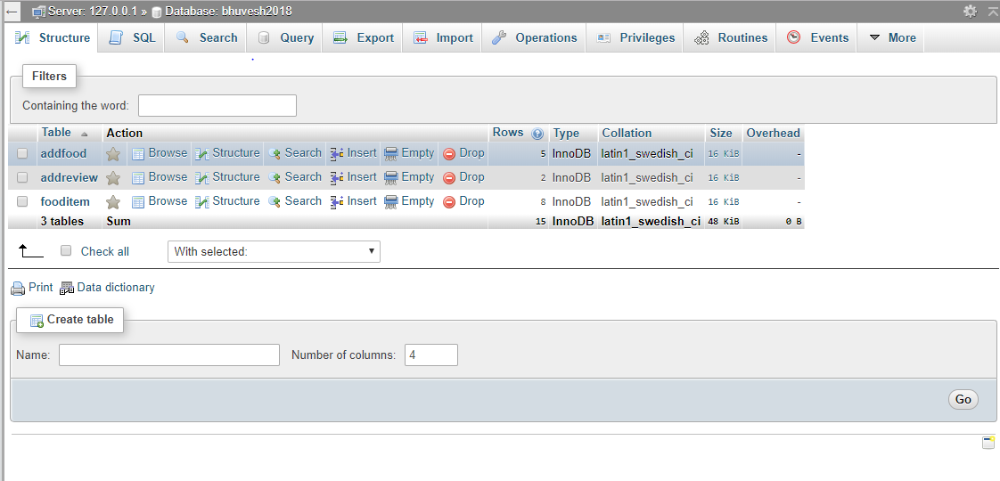 Server: 127.0.0.1 » Database: bhuvesh2018
Structure SQL Search Query Export Import Operations Privileges Routines Events More
Filters
Containing the word:
Table Action Rows Type Collation Size Overhead
addfood Browse Structure Search Insert Empty Drop 5 InnoDB latin1_swedish_ci 16 KiB -
addreview Browse Structure Search Insert Empty Drop 2 InnoDB latin1_swedish_ci 16 KiB -
fooditem Browse Structure Search Insert Empty Drop 8 InnoDB latin1_swedish_ci 16 KiB -
3 tables Sum 15 InnoDB latin1_swedish_ci 48 KiB 0 B
Check all With selected:
Print Data dictionary
Create table
Name: Number of columns: 4
Go